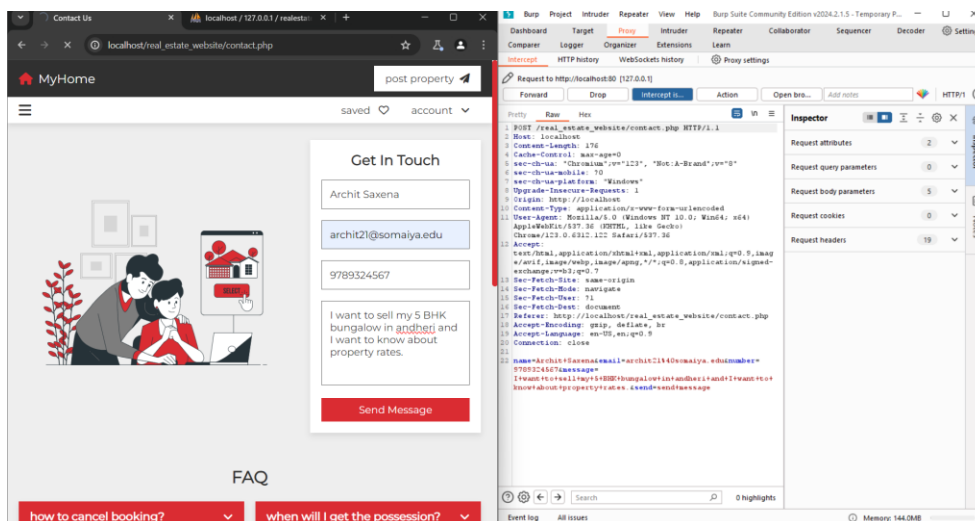 Contact Us
localhost / 127.0.0.1 / realestat
localhost/real_estate_website/contact.php
MyHome
post property
saved
account
Get In Touch
Archit Saxena
archit21@somaiya.edu
9789324567
I want to sell my 5 BHK
bungalow in andheri and
I want to know about
property rates.
Send Message
SELECT
FAQ
how to cancel booking?
when will I get the possession?
Burp Project Intruder Repeater View Help Burp Suite Community Edition v2024.2.1.5 - Temporary P...
Dashboard Target Proxy Intruder Repeater Collaborator Sequencer Decoder Settin
Comparer Logger Organizer Extensions Learn
Intercept HTTP history WebSockets history Proxy settings
Request to http://localhost:80 [127.0.0.1]
Forward Drop Intercept is... Action Open bro... Add notes HTTP/1
Pretty Raw Hex
1 POST /real_estate_website/contact.php HTTP/1.1
2 Host: localhost
3 Content-Length: 176
4 Cache-Control: max-age=0
5 sec-ch-ua: "Chromium";v="123", "Not:A-Brand";v="8"
6 sec-ch-ua-mobile: ?0
7 sec-ch-ua-platform: "Windows"
8 Upgrade-Insecure-Requests: 1
9 Origin: http://localhost
10 Content-Type: application/x-www-form-urlencoded
11 User-Agent: Mozilla/5.0 (Windows NT 10.0; Win64; x64)
AppleWebKit/537.36 (KHTML, like Gecko)
Chrome/123.0.6312.122 Safari/537.36
12 Accept:
text/html,application/xhtml+xml,application/xml;q=0.9,imag
e/avif,image/webp,image/apng,*/*;q=0.8,application/signed-
exchange;v=b3;q=0.7
13 Sec-Fetch-Site: same-origin
14 Sec-Fetch-Mode: navigate
15 Sec-Fetch-User: ?1
16 Sec-Fetch-Dest: document
17 Referer: http://localhost/real_estate_website/contact.php
18 Accept-Encoding: gzip, deflate, br
19 Accept-Language: en-US,en;q=0.9
20 Connection: close
21
22 name=Archit+Saxena&email=archit21%40somaiya.edu&number=
9789324567&message=
I+want+to+sell+my+5+BHK+bungalow+in+andheri+and+I+want+to+
know+about+property+rates.&send=send+message
Inspector
Request attributes 2
Request query parameters 0
Request body parameters 5
Request cookies 0
Request headers 19
Search
0 highlights
Event log All issues
Memory: 144.0MB